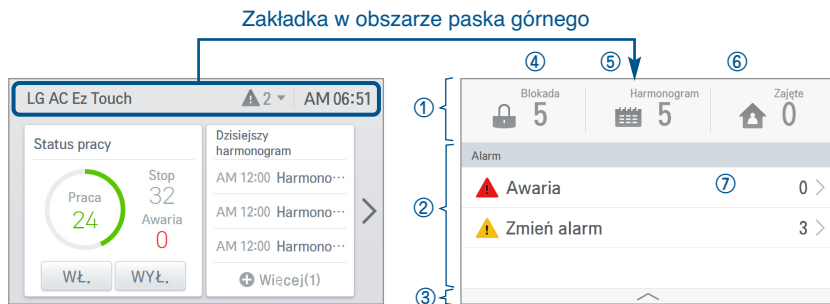 Zakładka w obszarze paska górnego
LG AC Ez Touch
2
AM 06:51
Status pracy
Praca
24
Stop
32
Awaria
0
WŁ.
WYŁ.
Dzisiejszy
harmonogram
AM 12:00 Harmono···
AM 12:00 Harmono···
AM 12:00 Harmono···
Więcej(1)
④
⑤
⑥
①
Blokada
5
Harmonogram
5
Zajęte
0
②
Alarm
Awaria
⑦
0
Zmień alarm
3
③